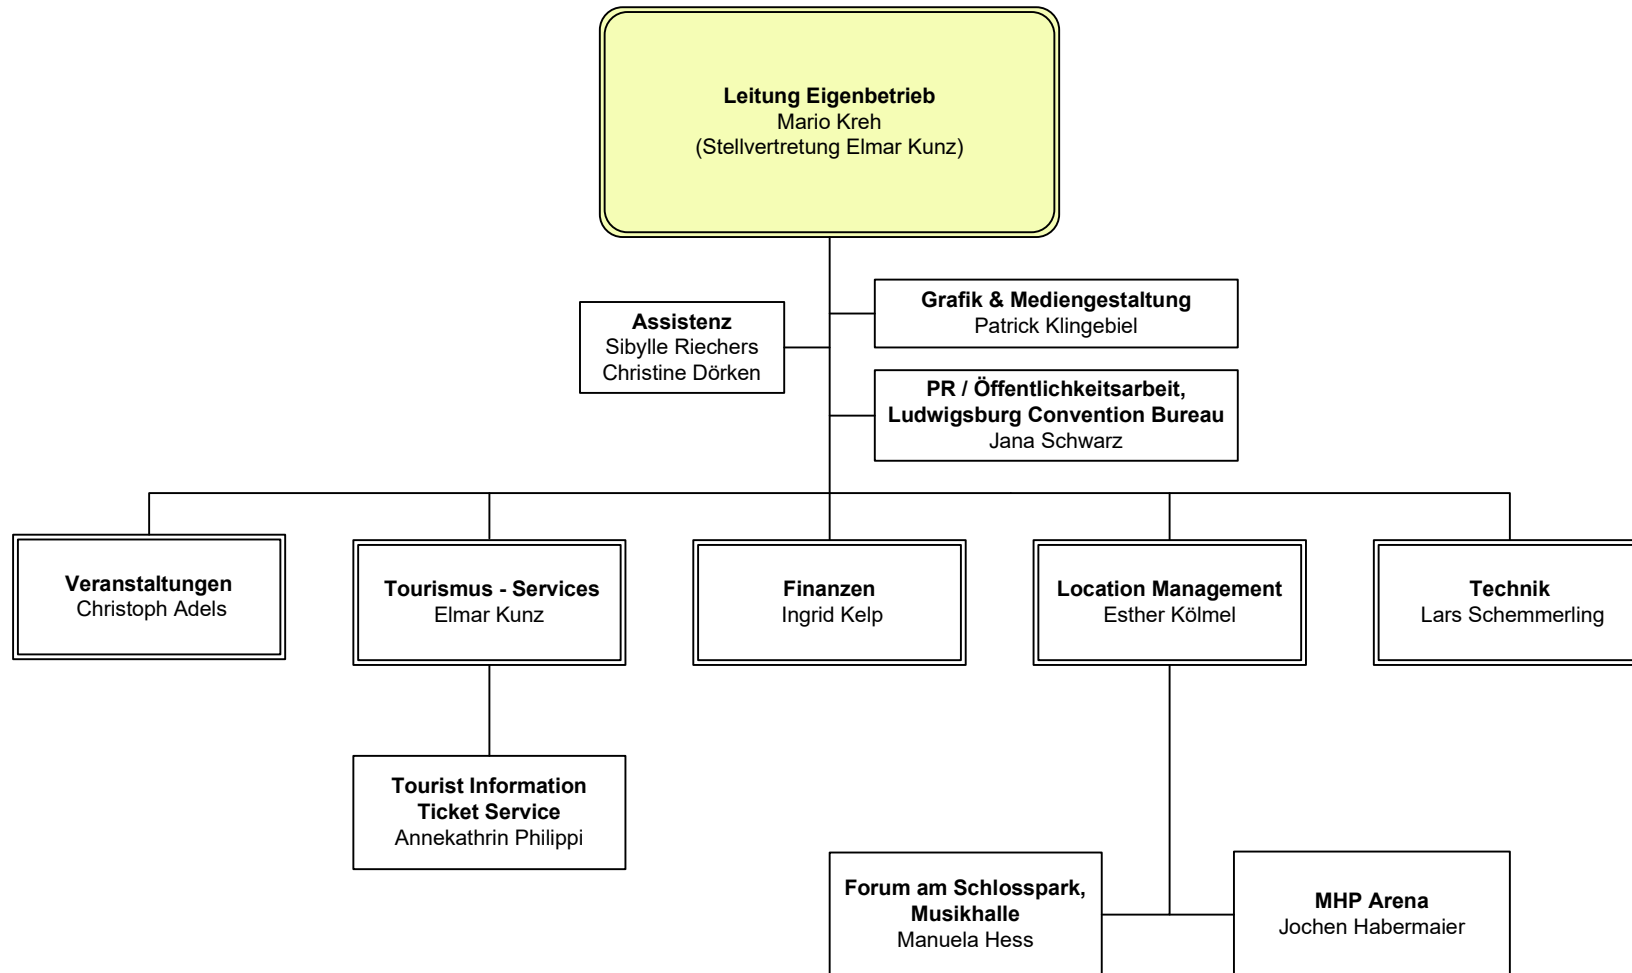 Leitung Eigenbetrieb
Mario Kreh
(Stellvertretung Elmar Kunz)
Grafik & Mediengestaltung
Patrick Klingebiel
Assistenz
Sibylle Riechers
Christine Dörken
PR / Öffentlichkeitsarbeit,
Ludwigsburg Convention Bureau
Jana Schwarz
Veranstaltungen
Christoph Adels
Tourismus - Services
Elmar Kunz
Finanzen
Ingrid Kelp
Location Management
Esther Kölmel
Technik
Lars Schemmerling
Tourist Information
Ticket Service
Annekathrin Philippi
Forum am Schlosspark,
Musikhalle
Manuela Hess
MHP Arena
Jochen Habermaier